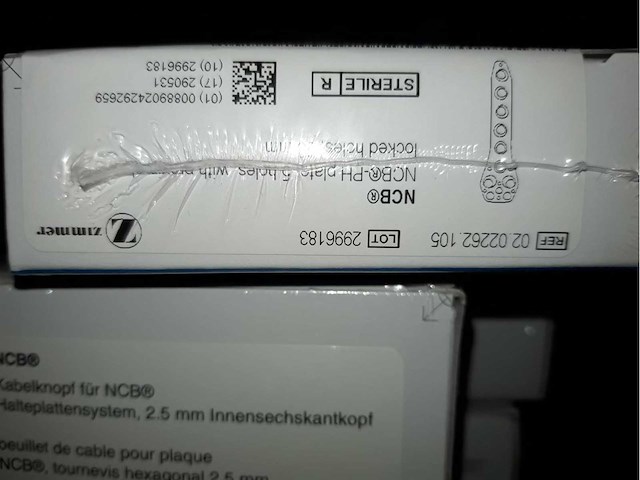 REF 02.02262.105 LOT 2996183 zimmer
NCB®
NCB®-PH plate, 5 holes, with
locked holes, mm
STERILE R
(01) 00889024292659
(17) 290531
(10) 2996183
NCB®
Kabelknopf für NCB®
Halteplattensystem, 2.5 mm Innensechskantkopf
oeuillet de cable pour plaque
NCB®, tournevis hexagonal 2.5 mm